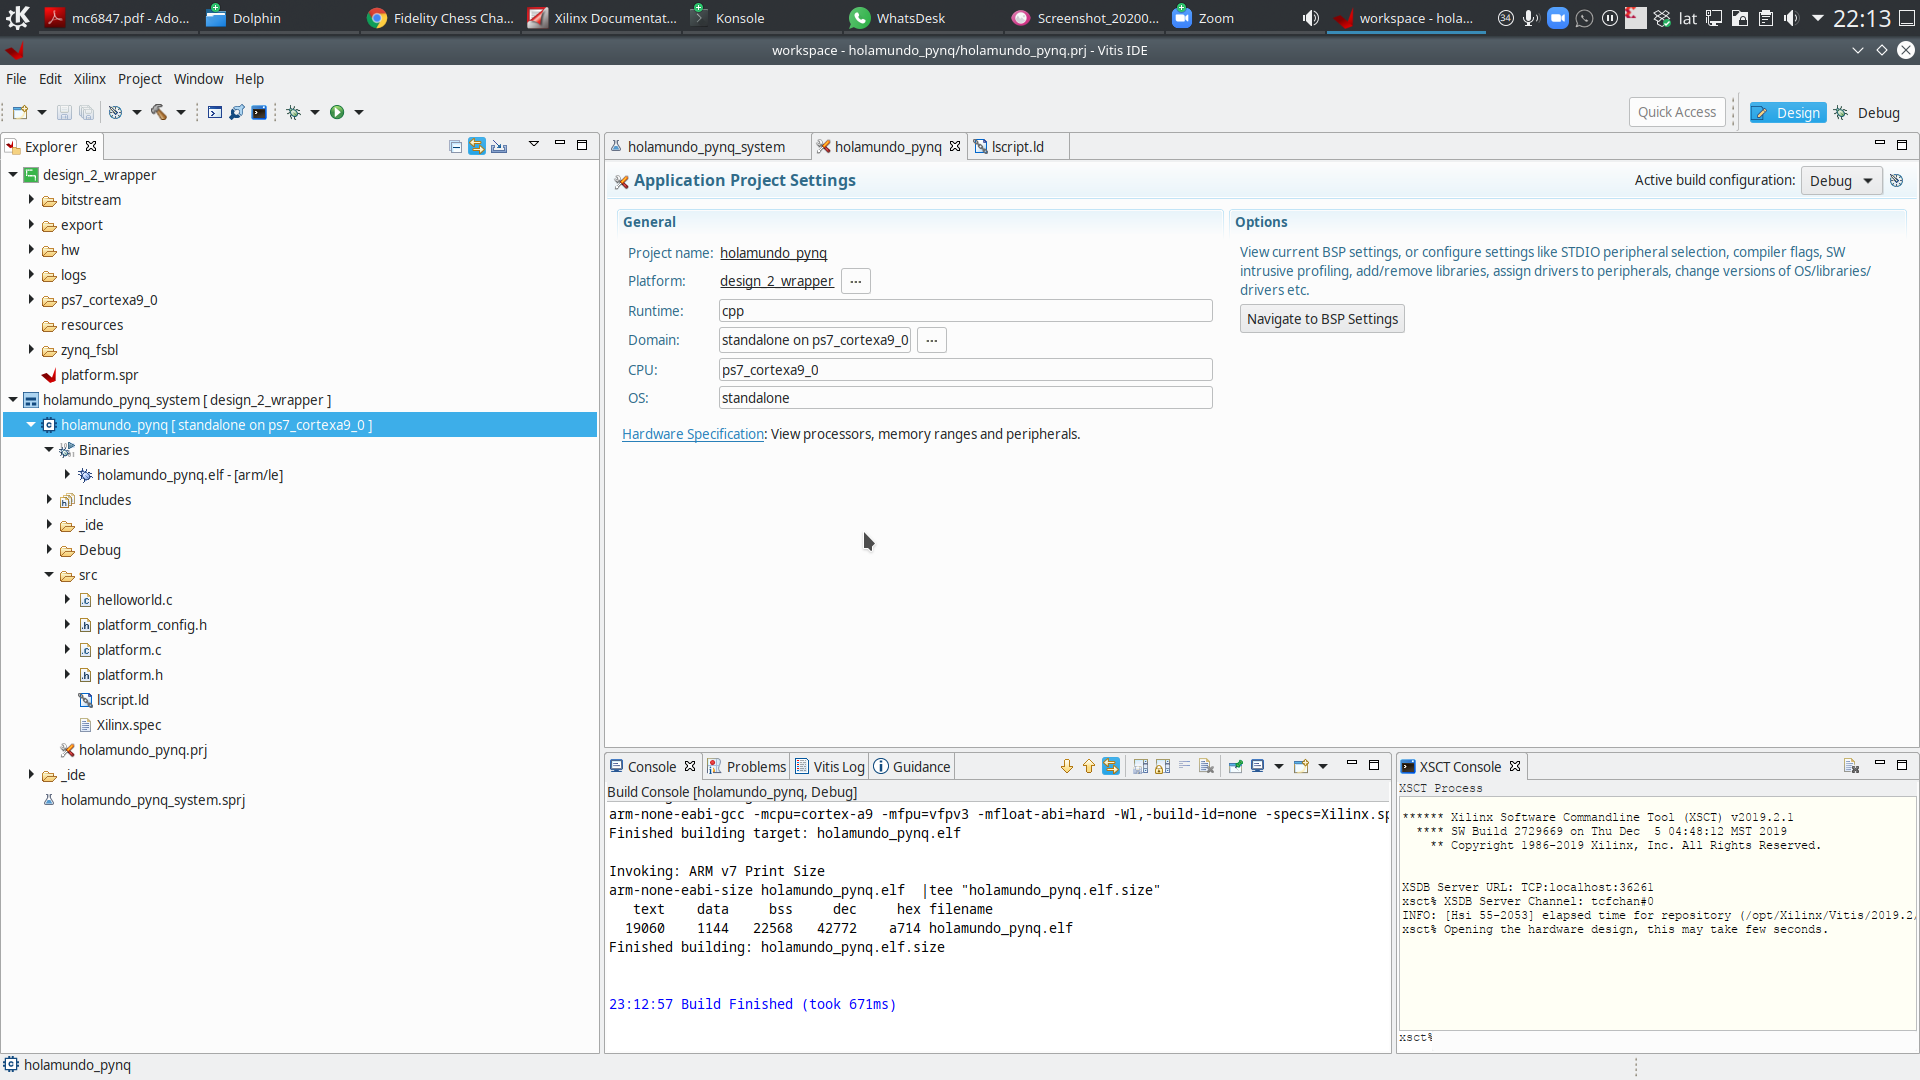 mc6847.pdf - Ado...
Dolphin
Fidelity Chess Cha...
Xilinx Documentat...
Konsole
WhatsDesk
Screenshot_20200...
Zoom
workspace - hola...
34
lat
22:13
workspace - holamundo_pynq/holamundo_pynq.prj - Vitis IDE
File Edit Xilinx Project Window Help
Quick Access
Design
Debug
Explorer
design_2_wrapper
bitstream
export
hw
logs
ps7_cortexa9_0
resources
zynq_fsbl
platform.spr
holamundo_pynq_system [ design_2_wrapper ]
holamundo_pynq [ standalone on ps7_cortexa9_0 ]
Binaries
holamundo_pynq.elf - [arm/le]
Includes
_ide
Debug
src
helloworld.c
platform_config.h
platform.c
platform.h
lscript.ld
Xilinx.spec
holamundo_pynq.prj
_ide
holamundo_pynq_system.sprj
holamundo_pynq_system
holamundo_pynq
lscript.ld
Application Project Settings
Active build configuration: Debug
General
Project name: holamundo_pynq
Platform: design_2_wrapper ...
Runtime: cpp
Domain: standalone on ps7_cortexa9_0 ...
CPU: ps7_cortexa9_0
OS: standalone
Hardware Specification: View processors, memory ranges and peripherals.
Options
View current BSP settings, or configure settings like STDIO peripheral selection, compiler flags, SW
intrusive profiling, add/remove libraries, assign drivers to peripherals, change versions of OS/libraries/
drivers etc.
Navigate to BSP Settings
Console
Problems
Vitis Log
Guidance
Build Console [holamundo_pynq, Debug]
arm-none-eabi-gcc -mcpu=cortex-a9 -mfpu=vfpv3 -mfloat-abi=hard -Wl,-build-id=none -specs=Xilinx.sp
Finished building target: holamundo_pynq.elf
Invoking: ARM v7 Print Size
arm-none-eabi-size holamundo_pynq.elf |tee "holamundo_pynq.elf.size"
text data bss dec hex filename
19060 1144 22568 42772 a714 holamundo_pynq.elf
Finished building: holamundo_pynq.elf.size
23:12:57 Build Finished (took 671ms)
XSCT Console
XSCT Process
****** Xilinx Software Commandline Tool (XSCT) v2019.2.1
**** SW Build 2729669 on Thu Dec 5 04:48:12 MST 2019
** Copyright 1986-2019 Xilinx, Inc. All Rights Reserved.
XSDB Server URL: TCP:localhost:36261
xsct% XSDB Server Channel: tcfchan#0
INFO: [Hsi 55-2053] elapsed time for repository (/opt/Xilinx/Vitis/2019.2/
xsct% Opening the hardware design, this may take few seconds.
xsct%
holamundo_pynq